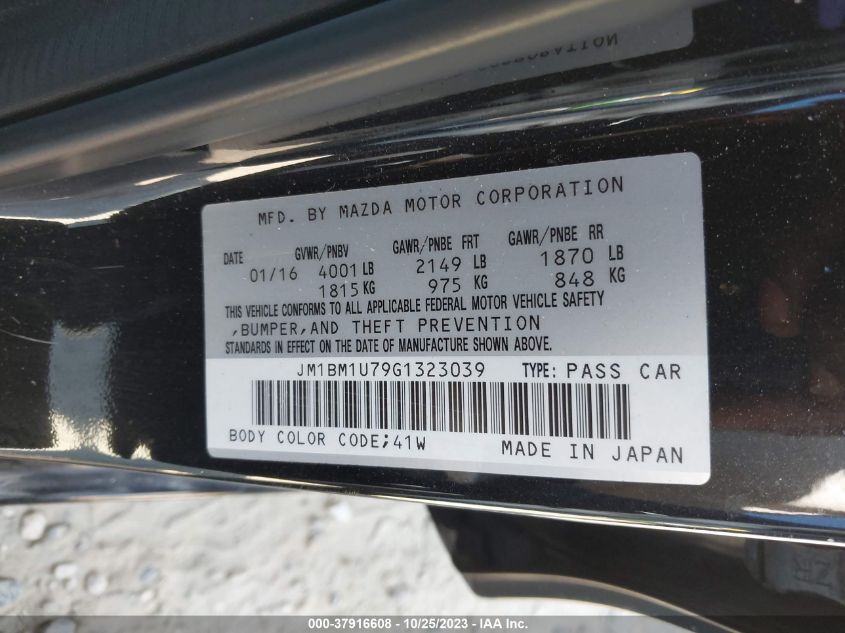 CORPORATION
MFD. BY MAZDA MOTOR CORPORATION
DATE GVWR/PNBV GAWR/PNBE FRT GAWR/PNBE RR
01/16 4001 LB 2149 LB 1870 LB
1815 KG 975 KG 848 KG
THIS VEHICLE CONFORMS TO ALL APPLICABLE FEDERAL MOTOR VEHICLE SAFETY
,BUMPER,AND THEFT PREVENTION
STANDARDS IN EFFECT ON THE DATE OF MANUFACTURE SHOWN ABOVE.
JM1BM1U79G1323039 TYPE: PASS CAR
BODY COLOR CODE;41W MADE IN JAPAN
000-37916608 - 10/25/2023 - IAA Inc.